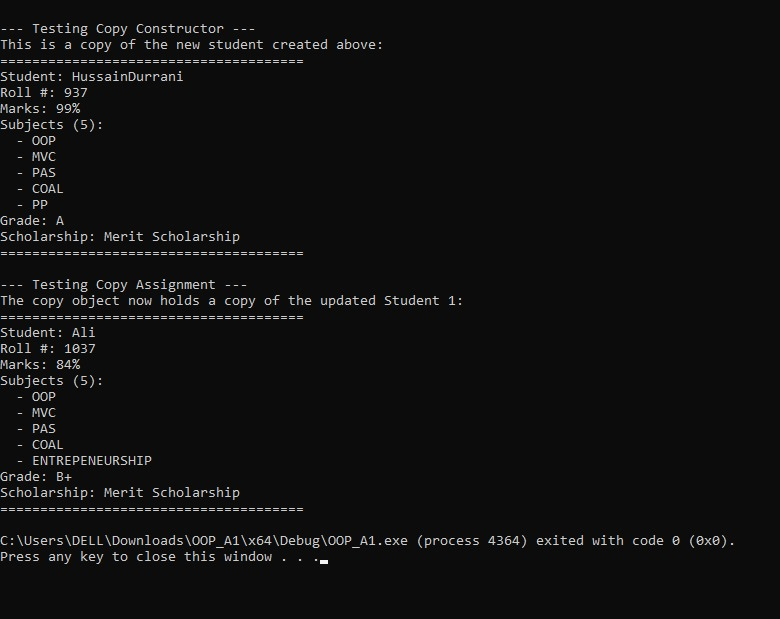 --- Testing Copy Constructor ---
This is a copy of the new student created above:
======================================
Student: HussainDurrani
Roll #: 937
Marks: 99%
Subjects (5):
  - OOP
  - MVC
  - PAS
  - COAL
  - PP
Grade: A
Scholarship: Merit Scholarship
======================================
--- Testing Copy Assignment ---
The copy object now holds a copy of the updated Student 1:
======================================
Student: Ali
Roll #: 1037
Marks: 84%
Subjects (5):
  - OOP
  - MVC
  - PAS
  - COAL
  - ENTREPENEURSHIP
Grade: B+
Scholarship: Merit Scholarship
======================================
C:\Users\DELL\Downloads\OOP_A1\x64\Debug\OOP_A1.exe (process 4364) exited with code 0 (0x0).
Press any key to close this window . . .